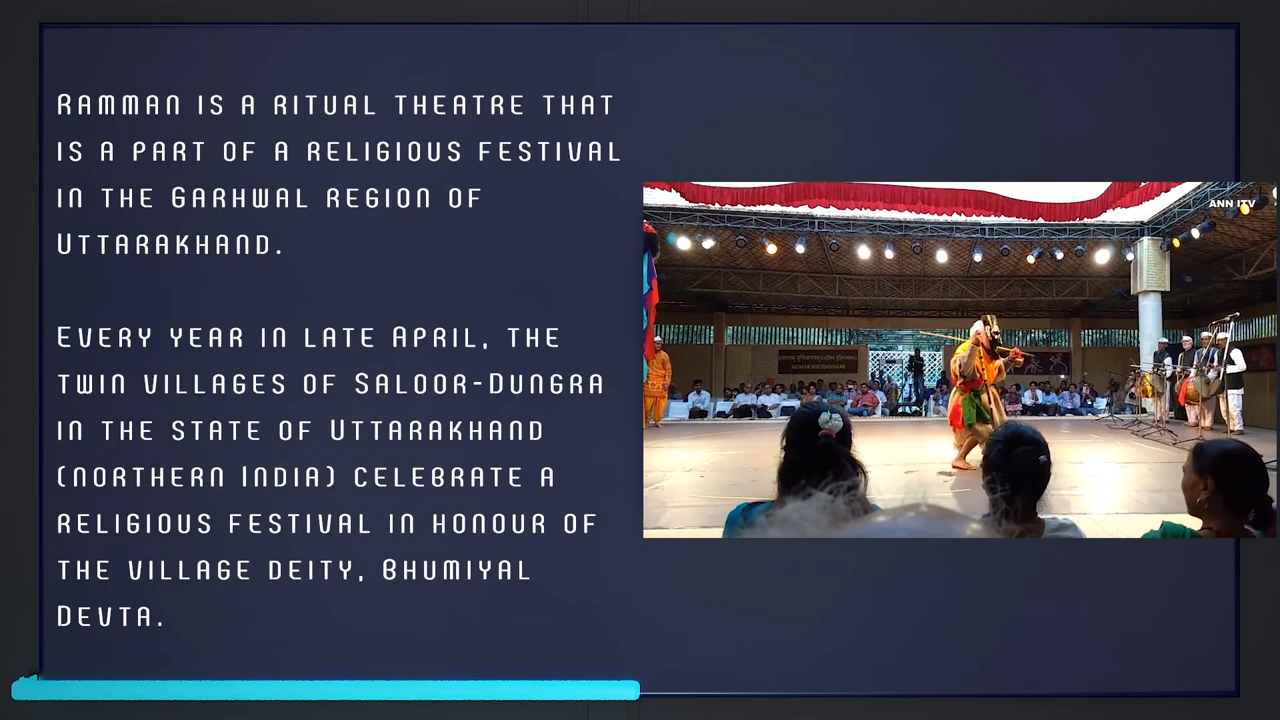 Ramman is a ritual theatre that
is a part of a religious festival
in the Garhwal region of
Uttarakhand.
Every year in late April, the
twin villages of Saloor-Dungra
in the state of Uttarakhand
(northern India) celebrate a
religious festival in honour of
the village deity, Bhumiyal
Devta.
ANN ITV